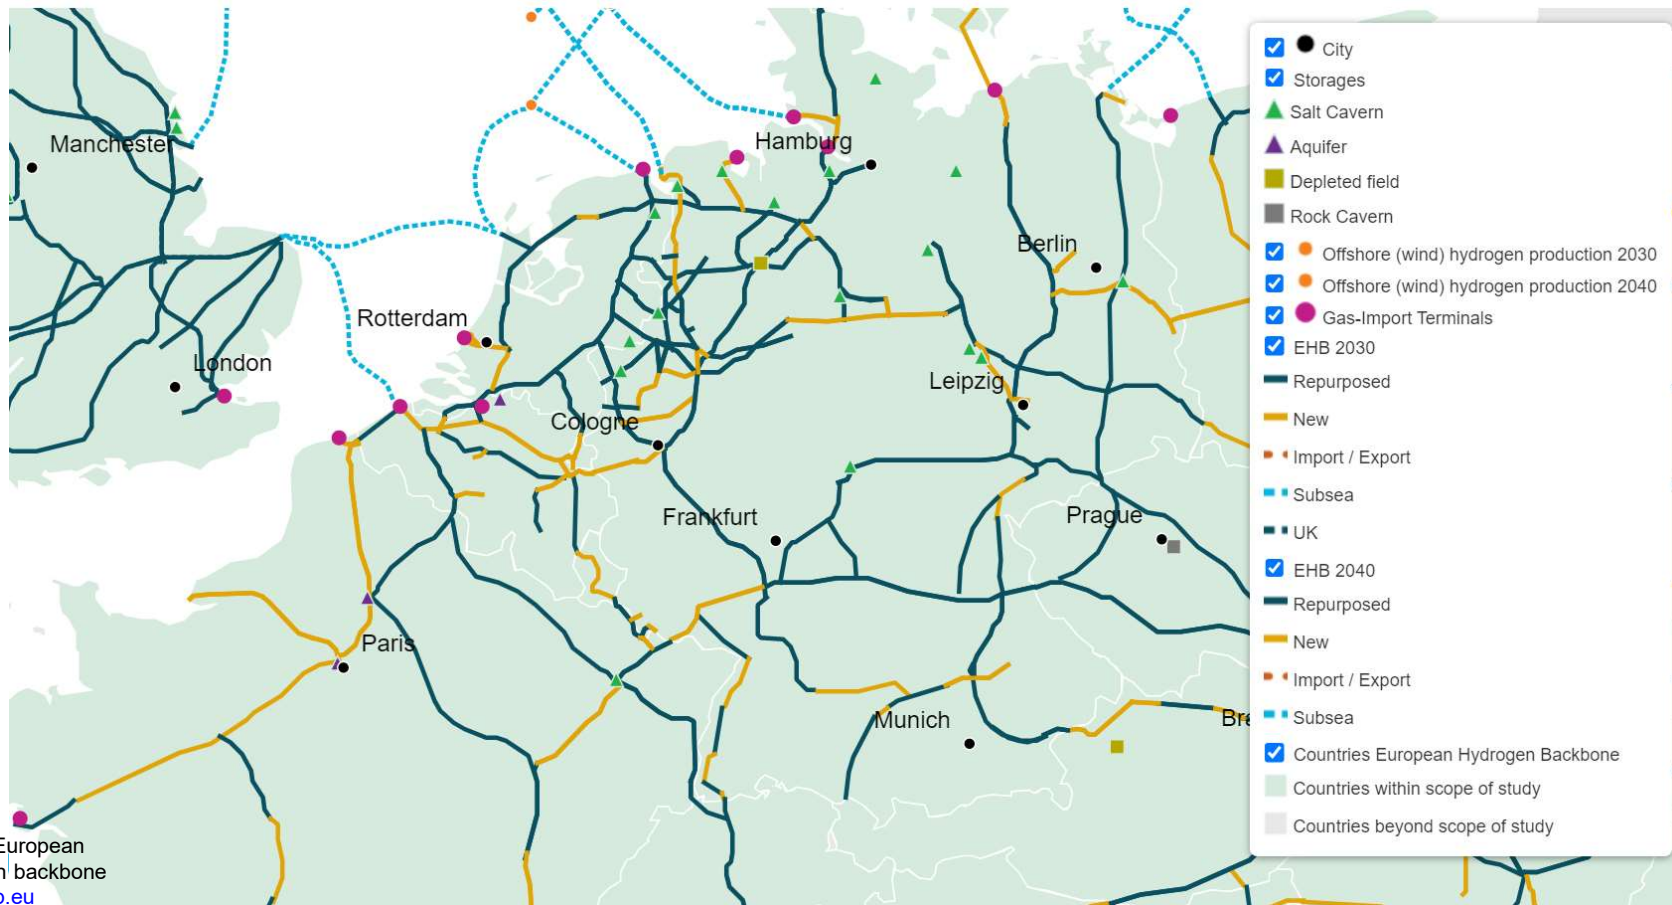 City
Storages
Salt Cavern
Aquifer
Depleted field
Rock Cavern
Offshore (wind) hydrogen production 2030
Offshore (wind) hydrogen production 2040
Gas-Import Terminals
EHB 2030
Repurposed
New
Import / Export
Subsea
UK
EHB 2040
Repurposed
New
Import / Export
Subsea
Countries European Hydrogen Backbone
Countries within scope of study
Countries beyond scope of study
Manchester
Hamburg
Berlin
Rotterdam
London
Leipzig
Cologne
Frankfurt
Prague
Paris
Munich
Bre
European
backbone
.eu